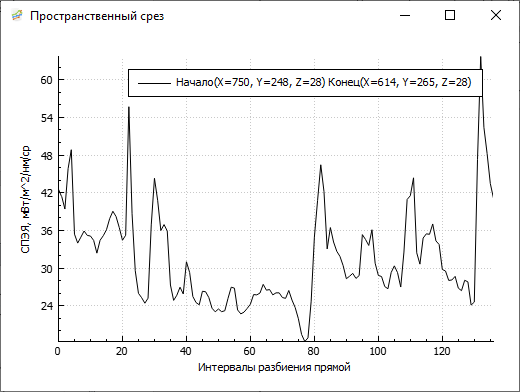 Пространственный срез
Начало(X=750, Y=248, Z=28) Конец(X=614, Y=265, Z=28)
60
54
48
42
36
30
24
СПЭЯ, мВт/м^2/нм/ср
0 20 40 60 80 100 120
Интервалы разбиения прямой